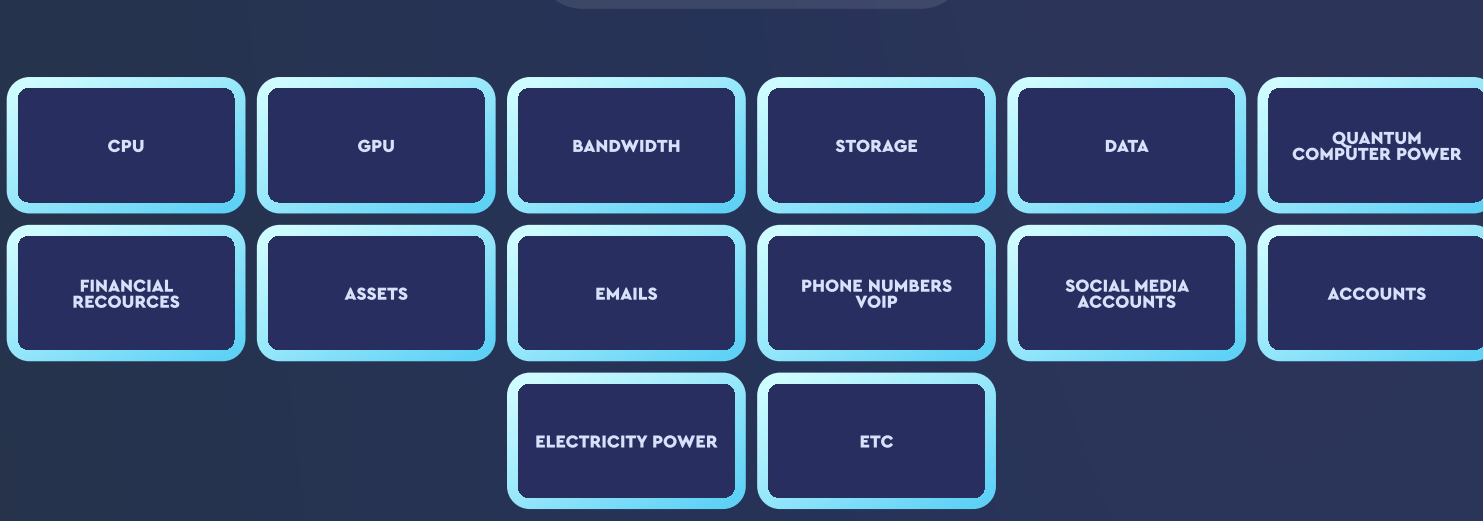 CPU
GPU
BANDWIDTH
STORAGE
DATA
QUANTUM
COMPUTER POWER
FINANCIAL
RECOURCES
ASSETS
EMAILS
PHONE NUMBERS
VOIP
SOCIAL MEDIA
ACCOUNTS
ACCOUNTS
ELECTRICITY POWER
ETC